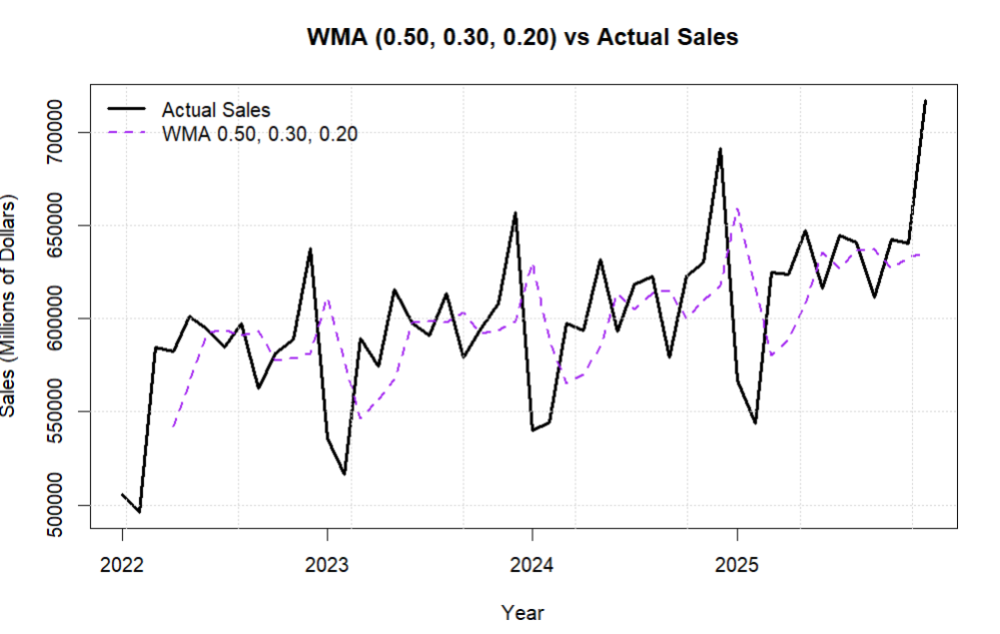 WMA (0.50, 0.30, 0.20) vs Actual Sales
Actual Sales
WMA 0.50, 0.30, 0.20
Sales (Millions of Dollars)
700000
650000
600000
550000
500000
2022 2023 2024 2025
Year